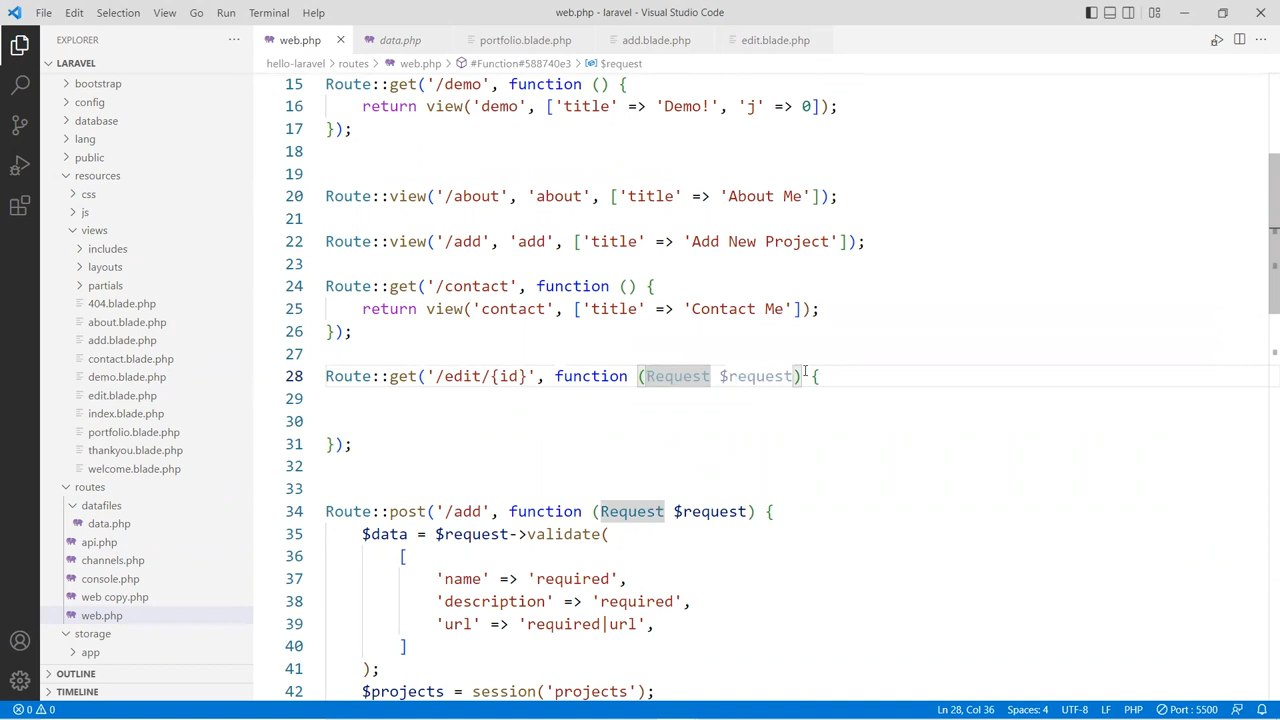 File Edit Selection View Go Run Terminal Help
web.php - laravel - Visual Studio Code
EXPLORER
LARAVEL
bootstrap
config
database
lang
public
resources
css
js
views
includes
layouts
partials
404.blade.php
about.blade.php
add.blade.php
contact.blade.php
demo.blade.php
edit.blade.php
index.blade.php
portfolio.blade.php
thankyou.blade.php
welcome.blade.php
routes
datafiles
data.php
api.php
channels.php
console.php
web copy.php
web.php
storage
app
OUTLINE
TIMELINE
web.php data.php portfolio.blade.php add.blade.php edit.blade.php
hello-laravel > routes > web.php > #Function#588740e3 > $request
15 Route::get('/demo', function () {
16 return view('demo', ['title' => 'Demo!', 'j' => 0]);
17 });
18
19
20 Route::view('/about', 'about', ['title' => 'About Me']);
21
22 Route::view('/add', 'add', ['title' => 'Add New Project']);
23
24 Route::get('/contact', function () {
25 return view('contact', ['title' => 'Contact Me']);
26 });
27
28 Route::get('/edit/{id}', function (Request $request) {
29
30
31 });
32
33
34 Route::post('/add', function (Request $request) {
35 $data = $request->validate(
36 [
37 'name' => 'required',
38 'description' => 'required',
39 'url' => 'required|url',
40 ]
41 );
42 $projects = session('projects');
0 0 Ln 28, Col 36 Spaces: 4 UTF-8 LF PHP Port : 5500